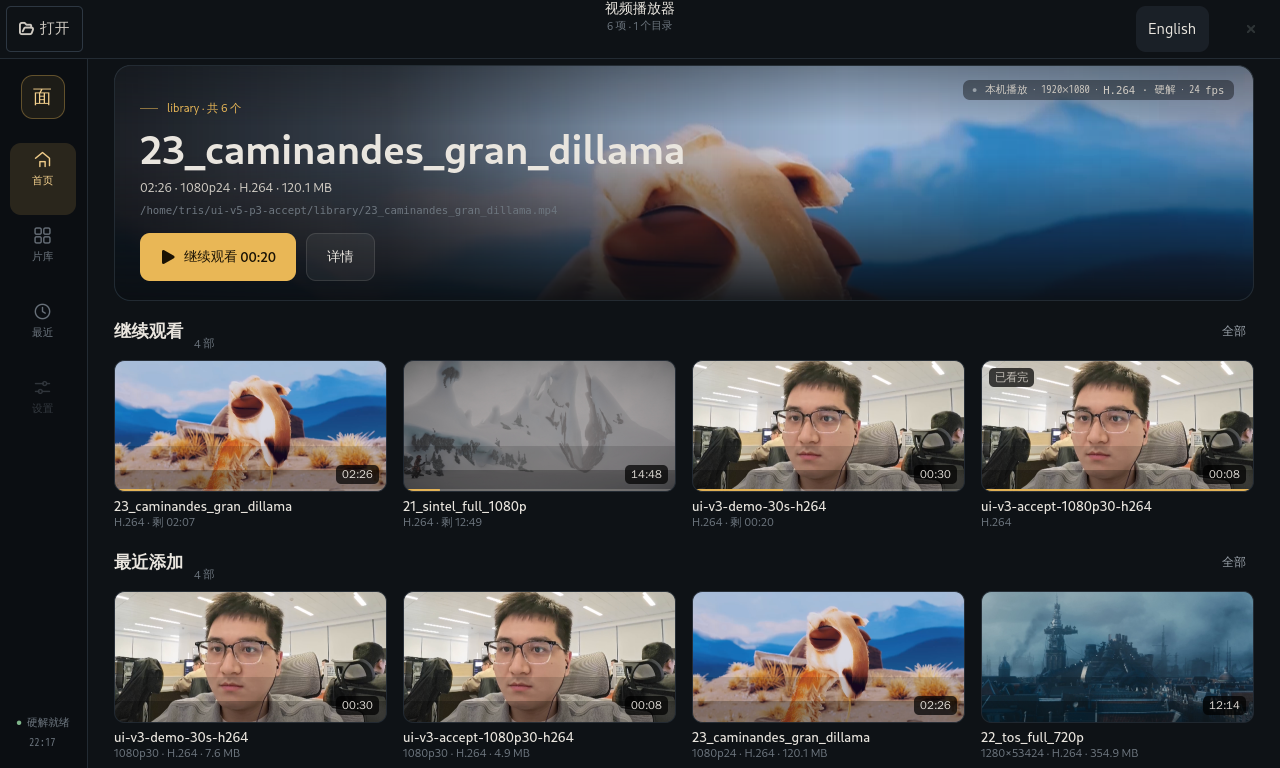 打开
视频播放器
6 项 · 1 个目录
English
×
面
首页
片库
最近
设置
硬解就绪
22:17
library · 共 6 个
本机播放 · 1920×1080 · H.264 · 硬解 · 24 fps
23_caminandes_gran_dillama
02:26 · 1080p24 · H.264 · 120.1 MB
/home/tris/ui-v5-p3-accept/library/23_caminandes_gran_dillama.mp4
继续观看 00:20
详情
继续观看
4 部
全部
02:26
14:48
00:30
已看完
00:08
23_caminandes_gran_dillama
H.264 · 剩 02:07
21_sintel_full_1080p
H.264 · 剩 12:49
ui-v3-demo-30s-h264
H.264 · 剩 00:20
ui-v3-accept-1080p30-h264
H.264
最近添加
4 部
全部
00:30
00:08
02:26
12:14
ui-v3-demo-30s-h264
1080p30 · H.264 · 7.6 MB
ui-v3-accept-1080p30-h264
1080p30 · H.264 · 4.9 MB
23_caminandes_gran_dillama
1080p24 · H.264 · 120.1 MB
22_tos_full_720p
1280×53424 · H.264 · 354.9 MB